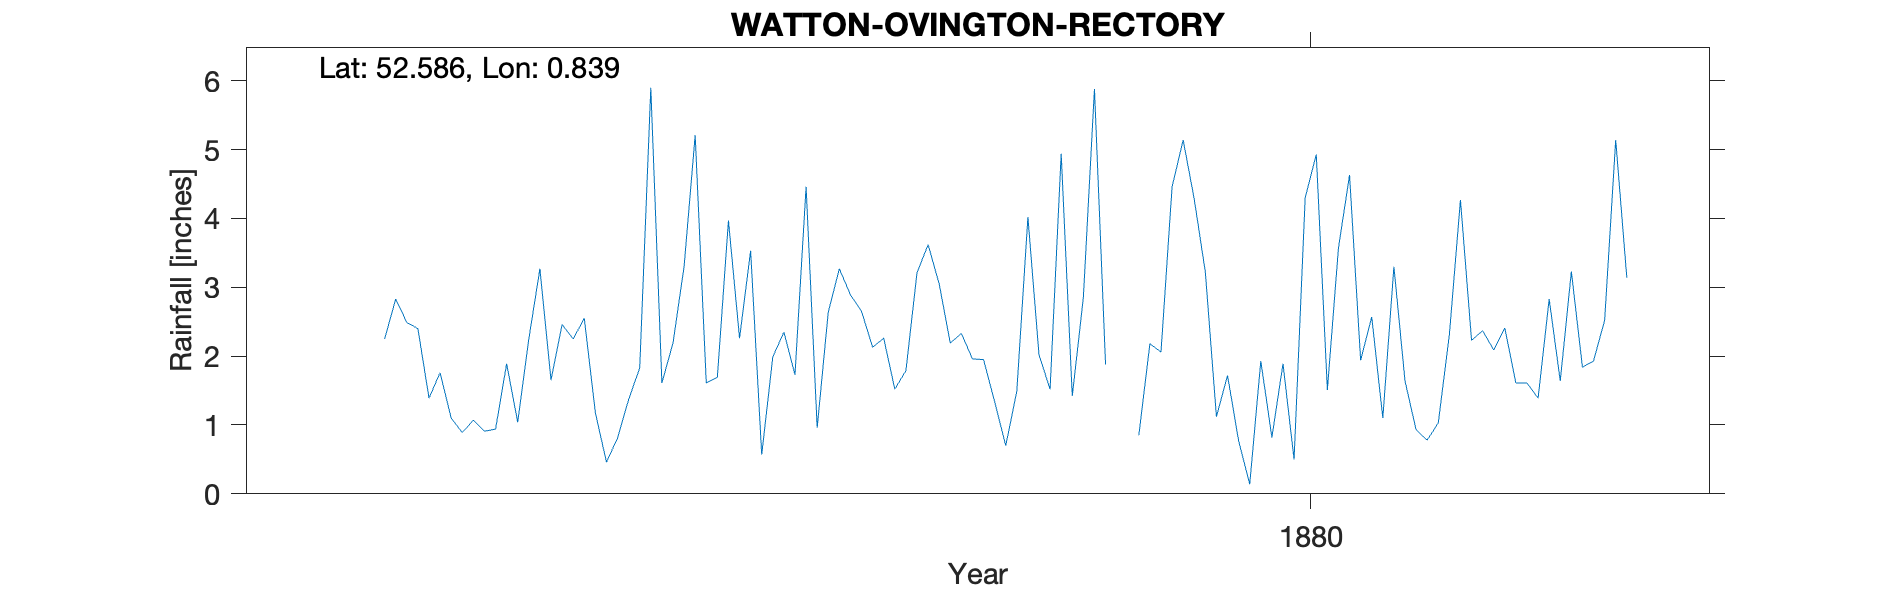 WATTON-OVINGTON-RECTORY
Lat: 52.586, Lon: 0.839
6
5
4
3
2
1
0
Rainfall [inches]
1880
Year